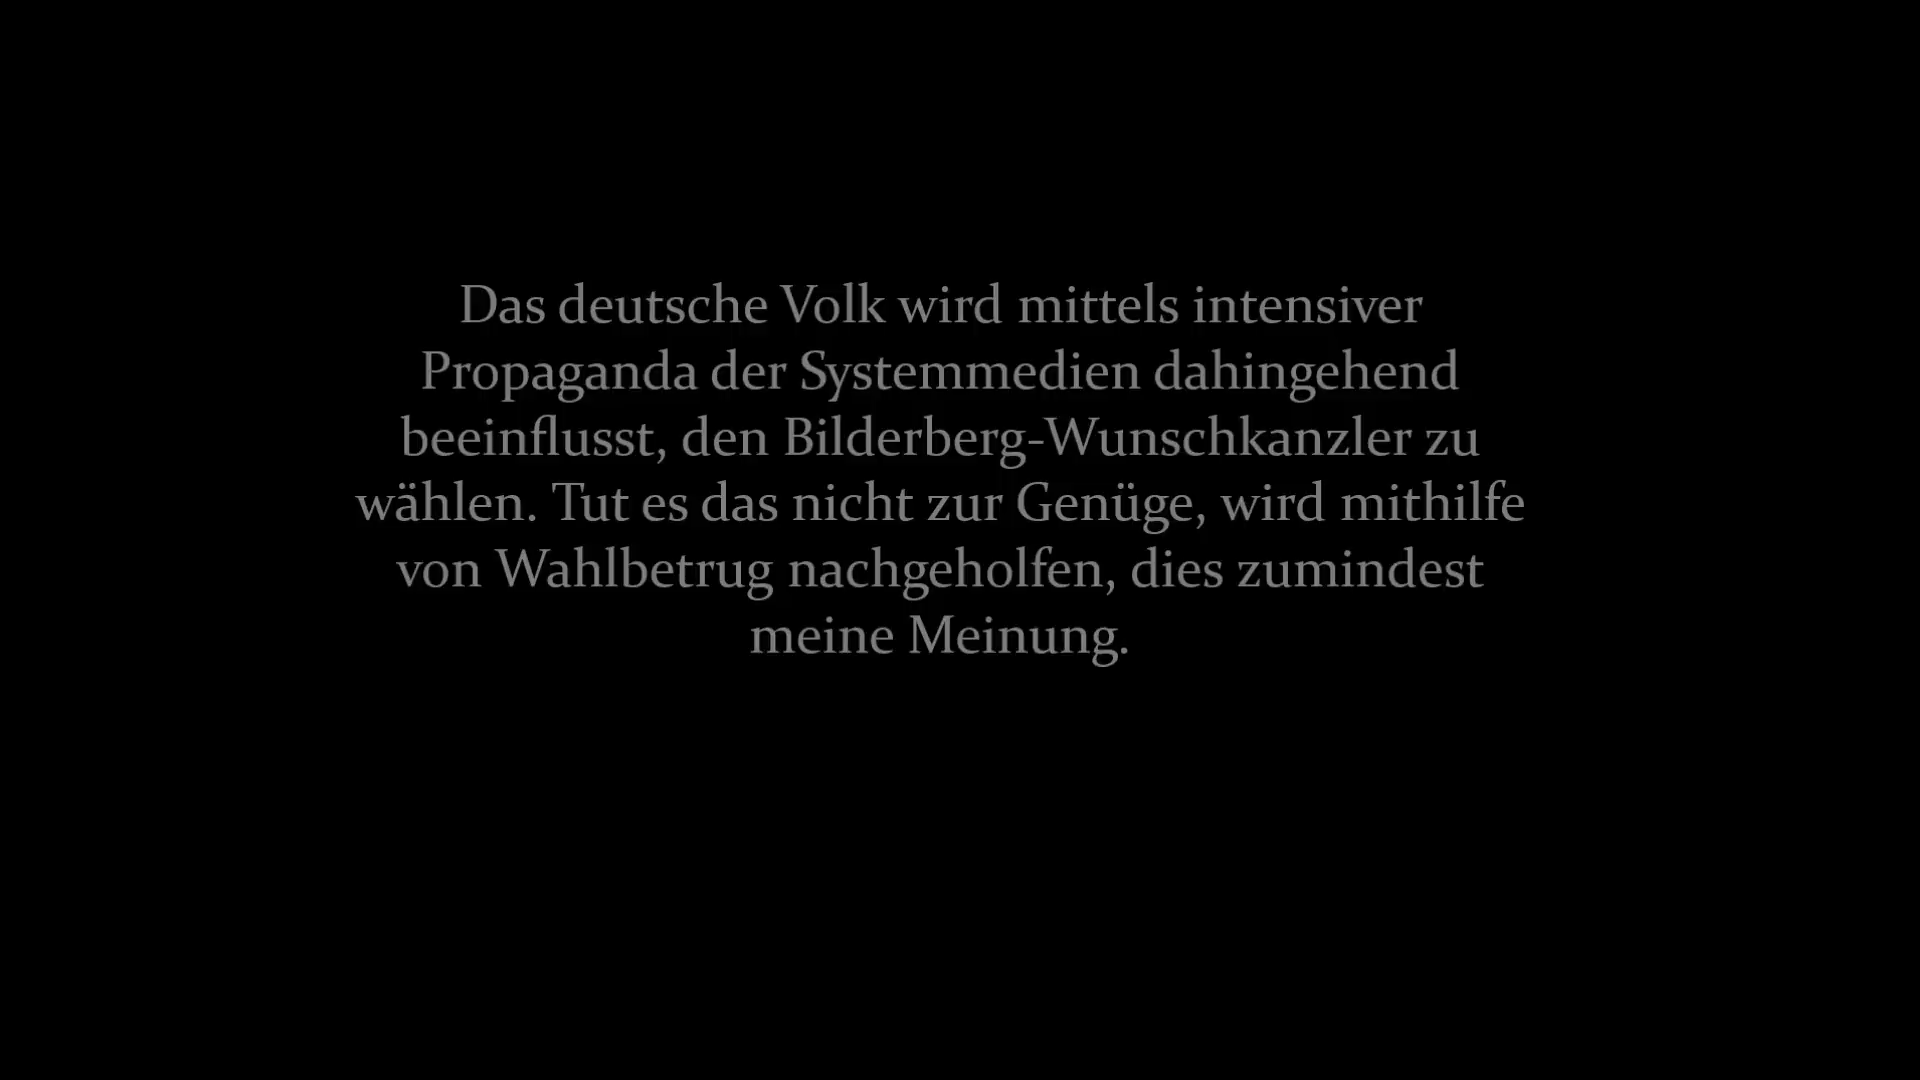 Das deutsche Volk wird mittels intensiver
Propaganda der Systemmedien dahingehend
beeinflusst, den Bilderberg-Wunschkanzler zu
wählen. Tut es das nicht zur Genüge, wird mithilfe
von Wahlbetrug nachgeholfen, dies zumindest
meine Meinung.